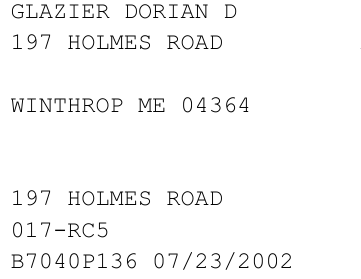 GLAZIER DORIAN D
197 HOLMES ROAD
WINTHROP ME 04364
197 HOLMES ROAD
017-RC5
B7040P136 07/23/2002